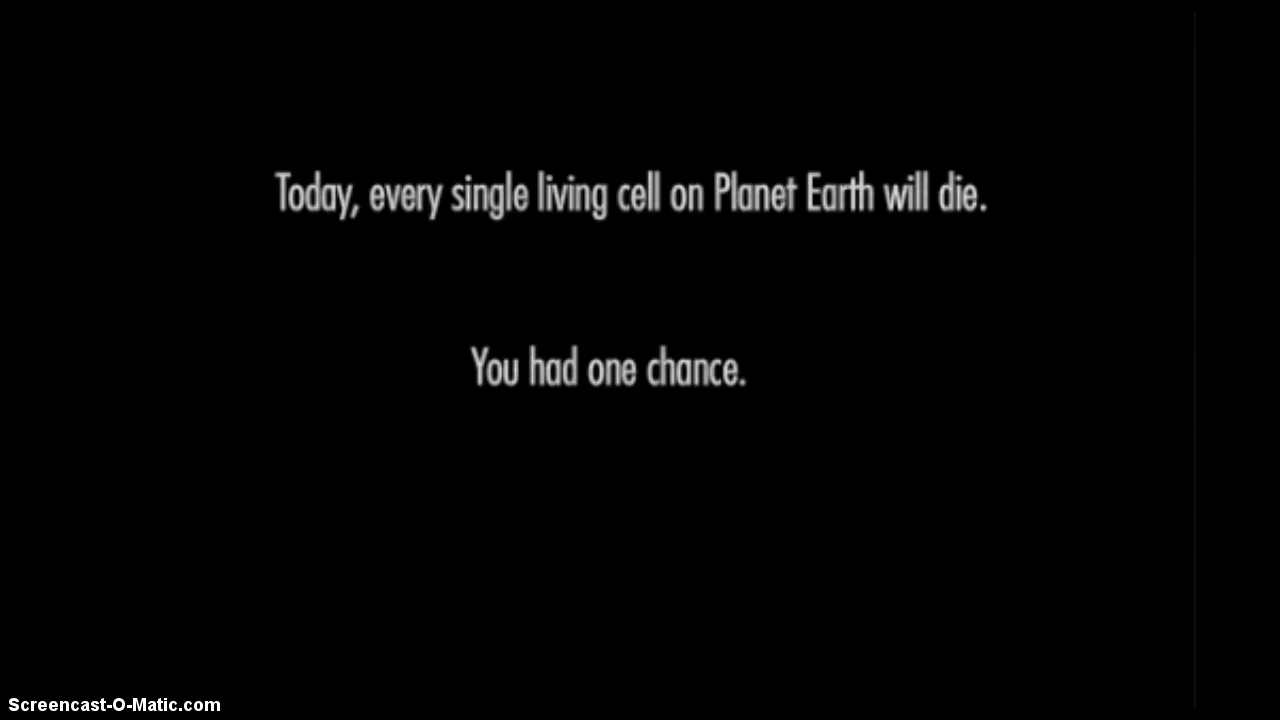 Today, every single living cell on Planet Earth will die.
You had one chance.
Screencast-O-Matic.com